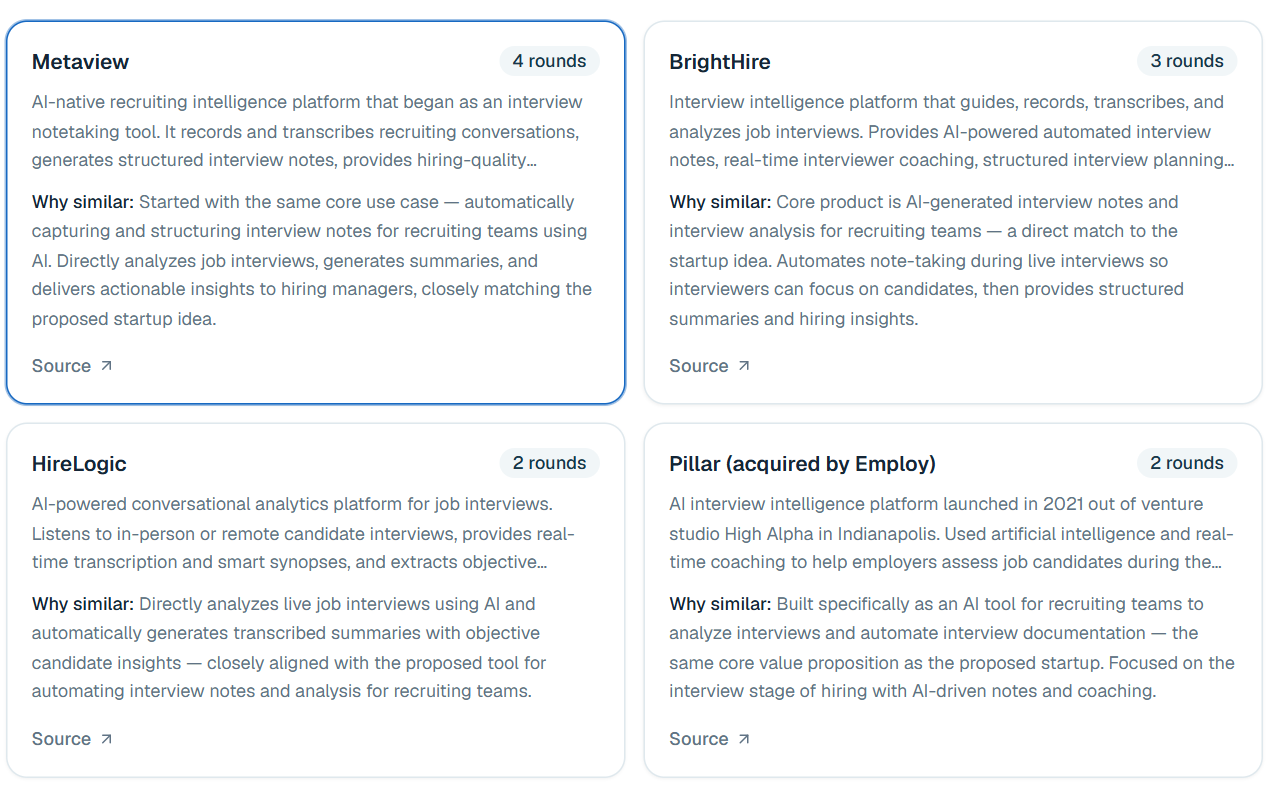 Metaview
4 rounds
AI-native recruiting intelligence platform that began as an interview
notetaking tool. It records and transcribes recruiting conversations,
generates structured interview notes, provides hiring-quality...
Why similar: Started with the same core use case — automatically
capturing and structuring interview notes for recruiting teams using
AI. Directly analyzes job interviews, generates summaries, and
delivers actionable insights to hiring managers, closely matching the
proposed startup idea.
Source ↗
BrightHire
3 rounds
Interview intelligence platform that guides, records, transcribes, and
analyzes job interviews. Provides AI-powered automated interview
notes, real-time interviewer coaching, structured interview planning...
Why similar: Core product is AI-generated interview notes and
interview analysis for recruiting teams — a direct match to the
startup idea. Automates note-taking during live interviews so
interviewers can focus on candidates, then provides structured
summaries and hiring insights.
Source ↗
HireLogic
2 rounds
AI-powered conversational analytics platform for job interviews.
Listens to in-person or remote candidate interviews, provides real-
time transcription and smart synopses, and extracts objective...
Why similar: Directly analyzes live job interviews using AI and
automatically generates transcribed summaries with objective
candidate insights — closely aligned with the proposed tool for
automating interview notes and analysis for recruiting teams.
Source ↗
Pillar (acquired by Employ)
2 rounds
AI interview intelligence platform launched in 2021 out of venture
studio High Alpha in Indianapolis. Used artificial intelligence and real-
time coaching to help employers assess job candidates during the...
Why similar: Built specifically as an AI tool for recruiting teams to
analyze interviews and automate interview documentation — the
same core value proposition as the proposed startup. Focused on the
interview stage of hiring with AI-driven notes and coaching.
Source ↗